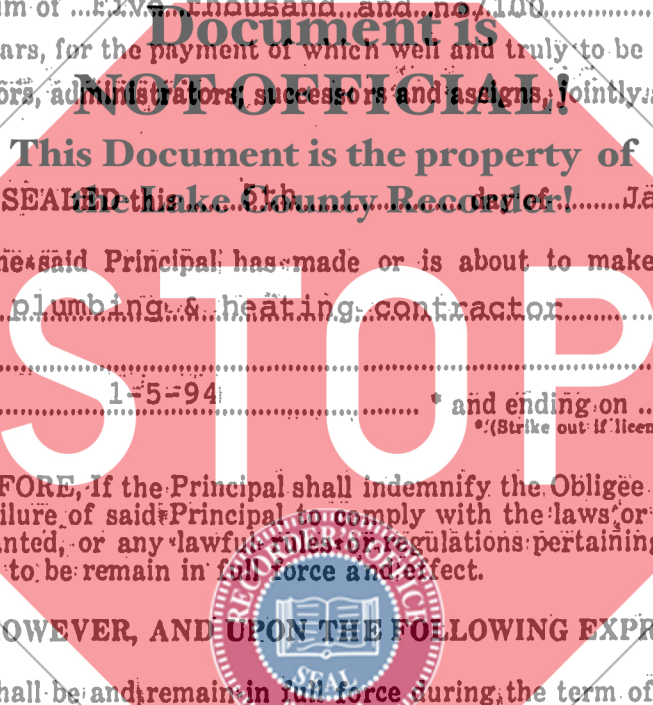 um of ... Five thousand and no/100
Document is
ars, for the payment of which well and truly to be
NOT OFFICIAL!
ors, administrators, successors and assigns, jointly
This Document is the property of
SEALED this 5th day of Ja
the Lake County Recorder!
he said Principal has made or is about to make
plumbing & heating contractor
STOP
1-5-94 * and ending on
*(Strike out if licen
FORE, If the Principal shall indemnify the Obligee
ilure of said Principal to comply with the laws or
nted, or any lawful rules or regulations pertaining
to be remain in full force and effect.
RECORDER'S OFFICE
SEAL
OWEVER, AND UPON THE FOLLOWING EXPR
hall be and remain in full force during the term of